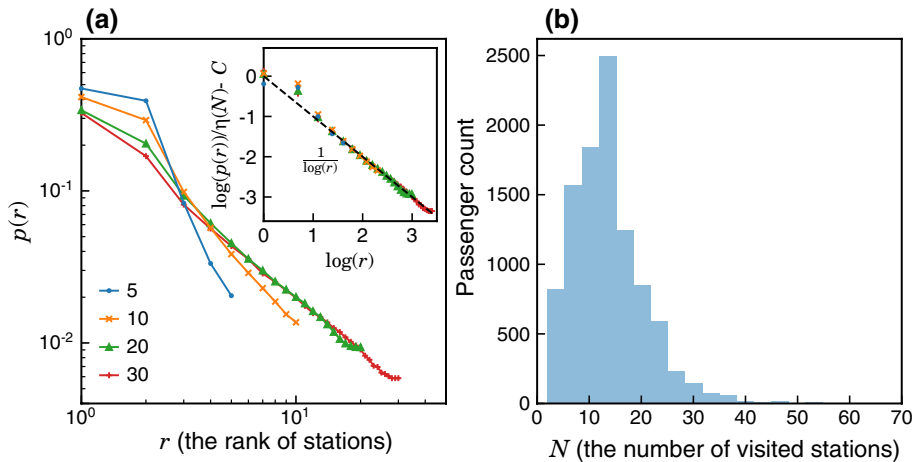 (a)
10⁰
10⁻¹
10⁻²
p(r)
10⁰
10¹
r (the rank of stations)
5
10
20
30
log(p(r))/η(N)- C
0
-1
-2
-3
1/log(r)
0
1
2
3
log(r)
(b)
Passenger count
2500
2000
1500
1000
500
0
0 10 20 30 40 50 60 70
N (the number of visited stations)